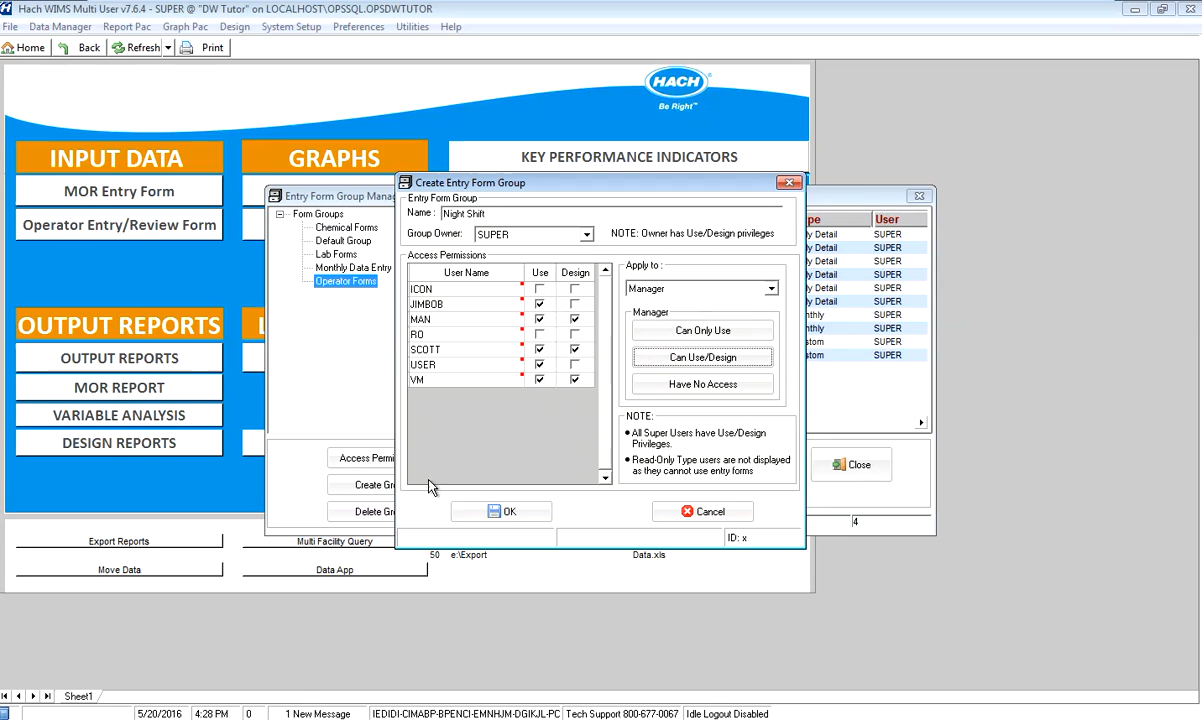 Hach WIMS Multi User v7.6.4 - SUPER @ "DW Tutor" on LOCALHOST\OPSSQL.OPSDWTUTOR
File Data Manager Report Pac Graph Pac Design System Setup Preferences Utilities Help
Home Back Refresh Print
HACH
Be Right™
INPUT DATA
GRAPHS
KEY PERFORMANCE INDICATORS
MOR Entry Form
Operator Entry/Review Form
OUTPUT REPORTS
OUTPUT REPORTS
MOR REPORT
VARIABLE ANALYSIS
DESIGN REPORTS
Export Reports
Move Data
Multi Facility Query
Data App
50 e:\Export Data.xls
Entry Form Group Mana
Form Groups
Chemical Forms
Default Group
Lab Forms
Monthly Data Entry
Operator Forms
Access Permi
Create Gr
Delete Gr
Create Entry Form Group
Entry Form Group
Name : Night Shift
Group Owner: SUPER NOTE: Owner has Use/Design privileges
Access Permissions
User Name Use Design
ICON
JIMBOB
MAN
RO
SCOTT
USER
VM
Apply to :
Manager
Manager
Can Only Use
Can Use/Design
Have No Access
NOTE:
All Super Users have Use/Design
Privileges.
Read-Only Type users are not displayed
as they cannot use entry forms
OK Cancel
ID: x
pe User
y Detail SUPER
y Detail SUPER
y Detail SUPER
y Detail SUPER
y Detail SUPER
y Detail SUPER
thly SUPER
thly SUPER
tom SUPER
tom SUPER
Close
4
Sheet1
5/20/2016 4:28 PM 0 1 New Message IEDIDI-CIMABP-BPENCI-EMNHJM-DGIKJL-PC Tech Support 800-677-0067 Idle Logout Disabled